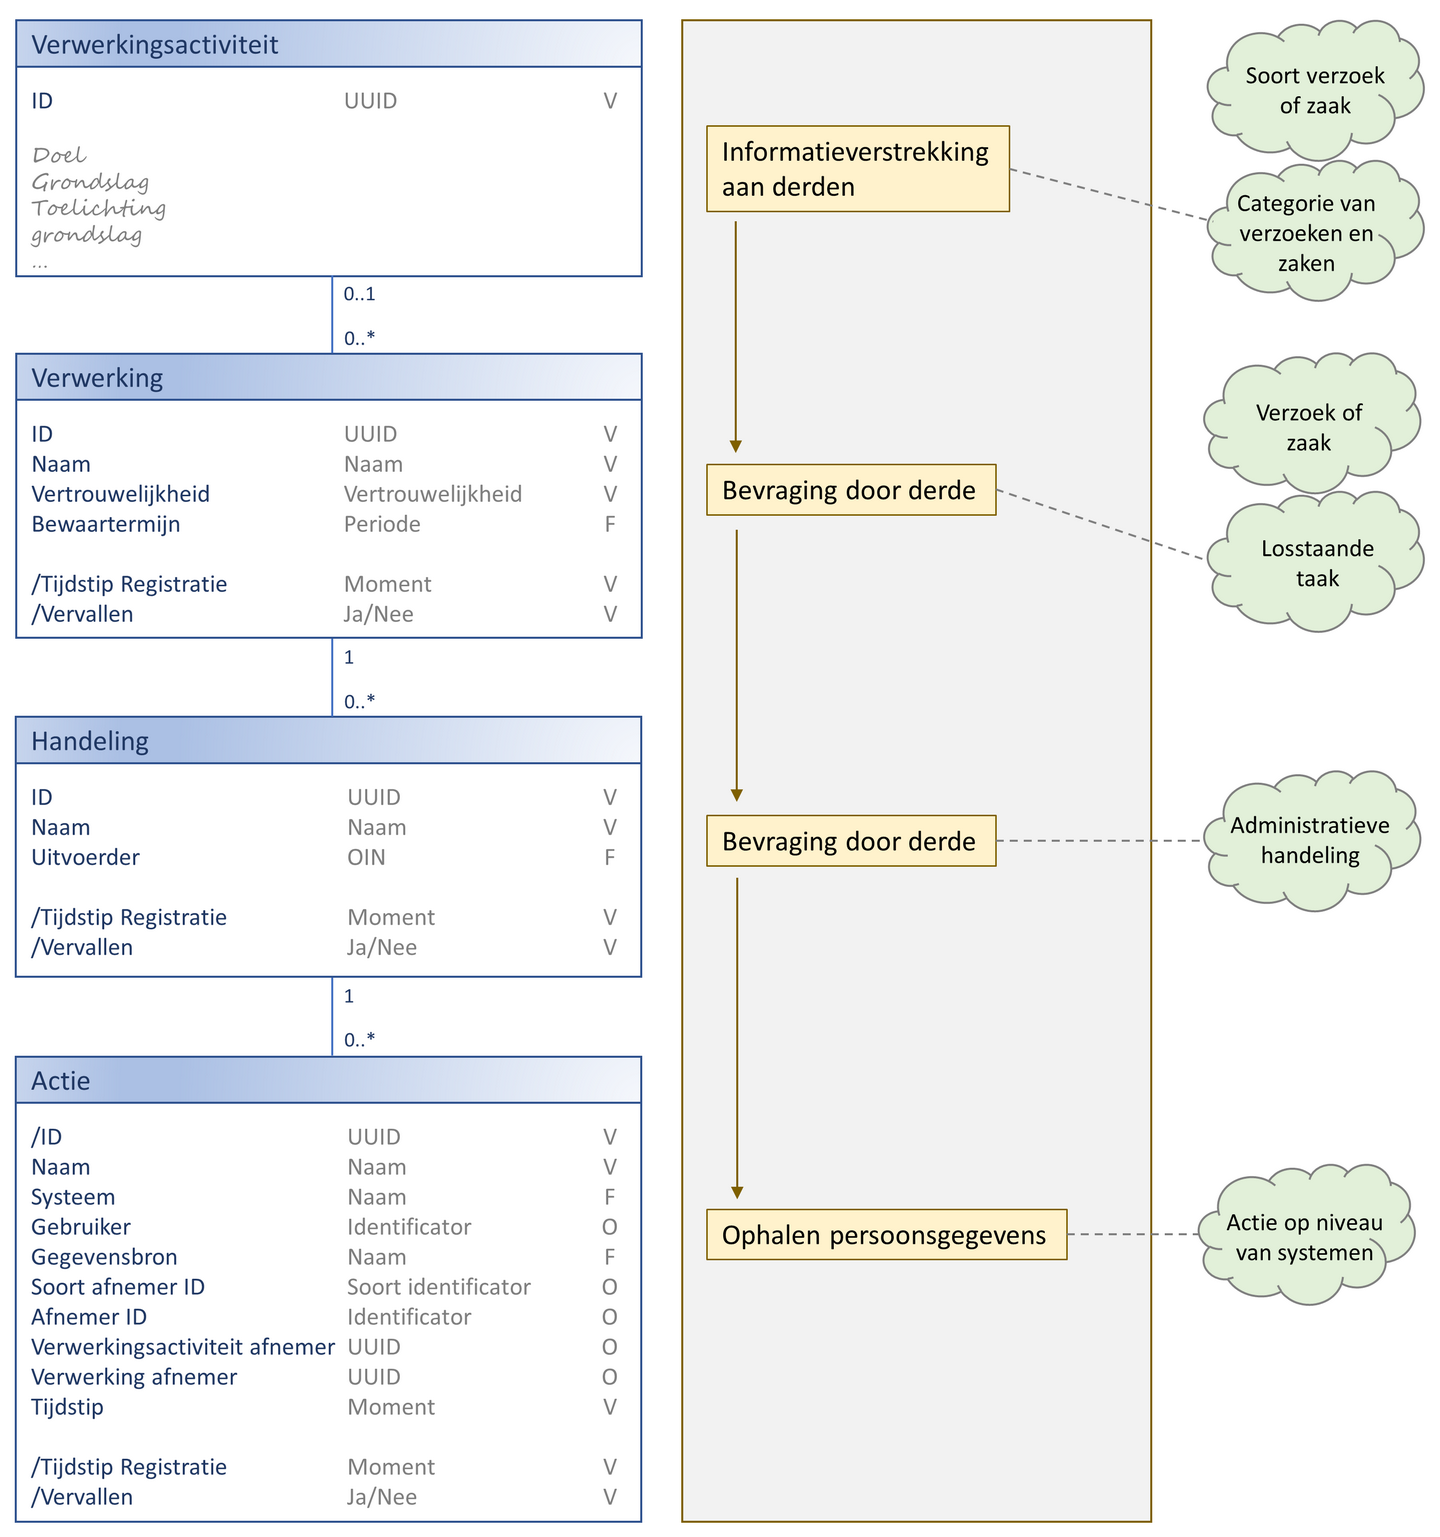 Verwerkingsactiviteit
ID UUID V
Doel
Grondslag
Toelichting
grondslag
...
0..1
0..*
Verwerking
ID UUID V
Naam Naam V
Vertrouwelijkheid Vertrouwelijkheid V
Bewaartermijn Periode F
/Tijdstip Registratie Moment V
/Vervallen Ja/Nee V
1
0..*
Handeling
ID UUID V
Naam Naam V
Uitvoerder OIN F
/Tijdstip Registratie Moment V
/Vervallen Ja/Nee V
1
0..*
Actie
/ID UUID V
Naam Naam V
Systeem Naam F
Gebruiker Identificator O
Gegevensbron Naam F
Soort afnemer ID Soort identificator O
Afnemer ID Identificator O
Verwerkingsactiviteit afnemer UUID O
Verwerking afnemer UUID O
Tijdstip Moment V
/Tijdstip Registratie Moment V
/Vervallen Ja/Nee V
Informatieverstrekking
aan derden
Bevraging door derde
Bevraging door derde
Ophalen persoonsgegevens
Soort verzoek
of zaak
Categorie van
verzoeken en
zaken
Verzoek of
zaak
Losstaande
taak
Administratieve
handeling
Actie op niveau
van systemen